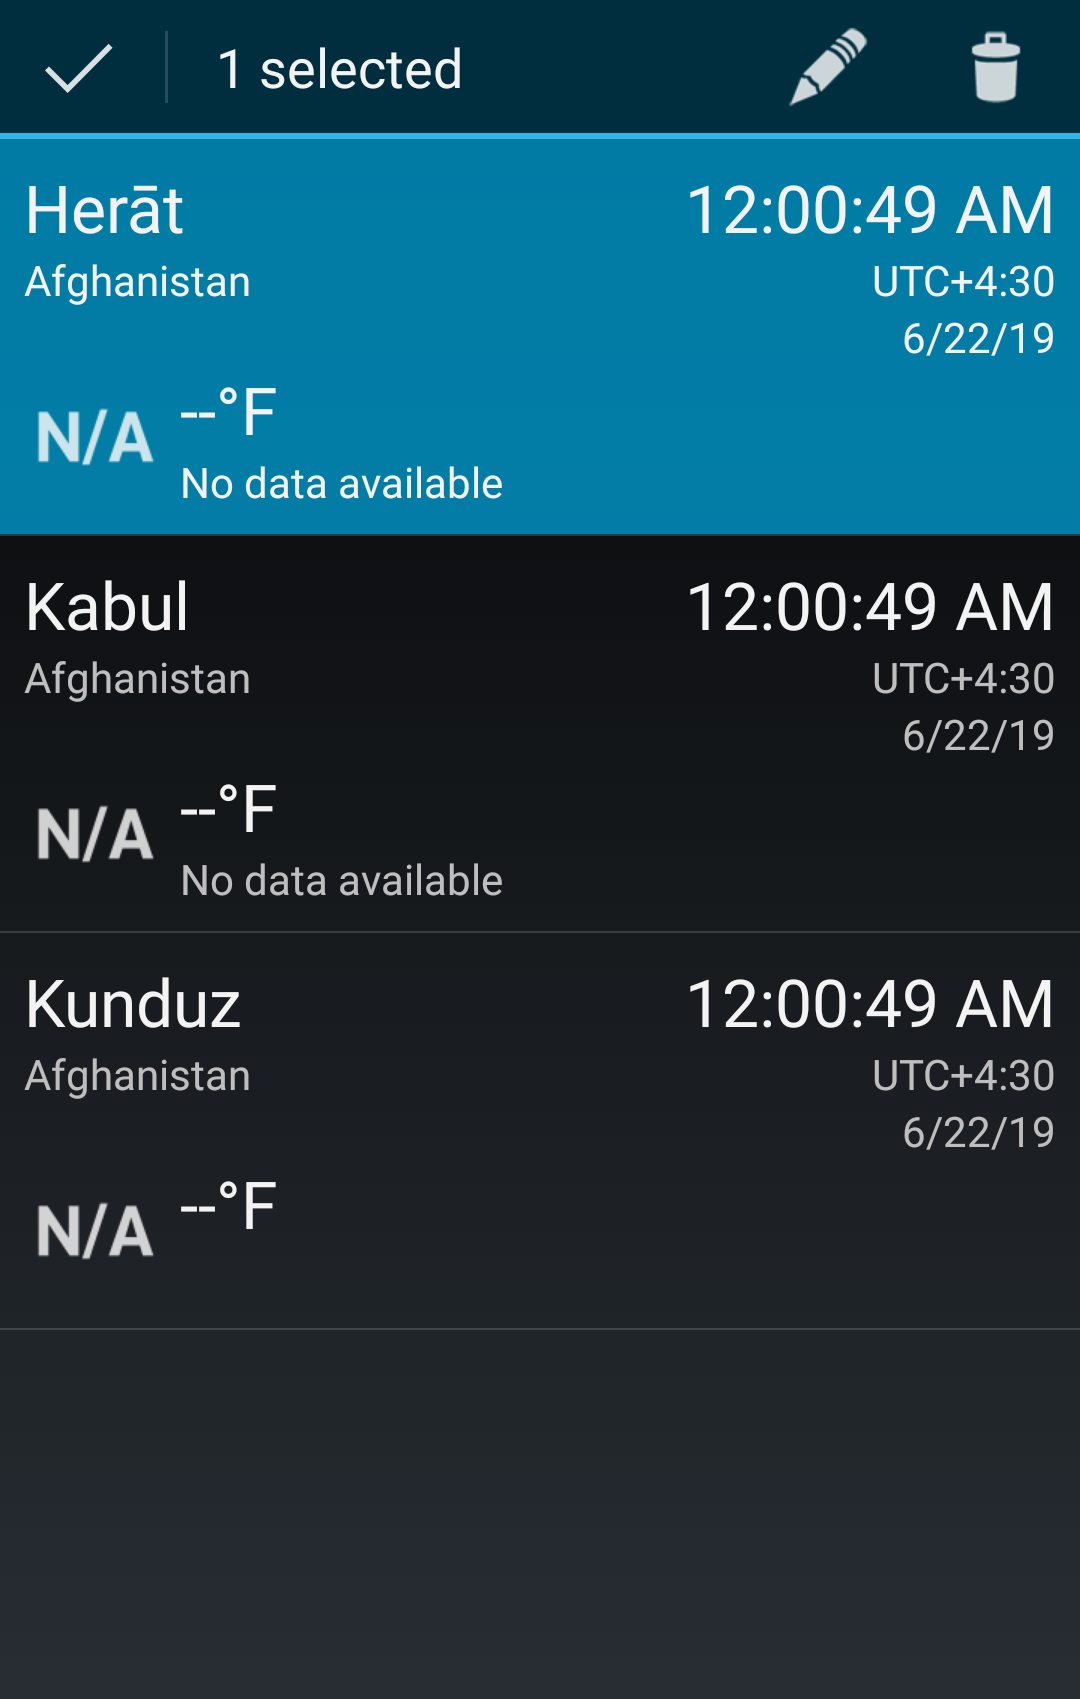 1 selected
Herāt 12:00:49 AM
Afghanistan UTC+4:30
6/22/19
N/A --°F
No data available
Kabul 12:00:49 AM
Afghanistan UTC+4:30
6/22/19
N/A --°F
No data available
Kunduz 12:00:49 AM
Afghanistan UTC+4:30
6/22/19
N/A --°F